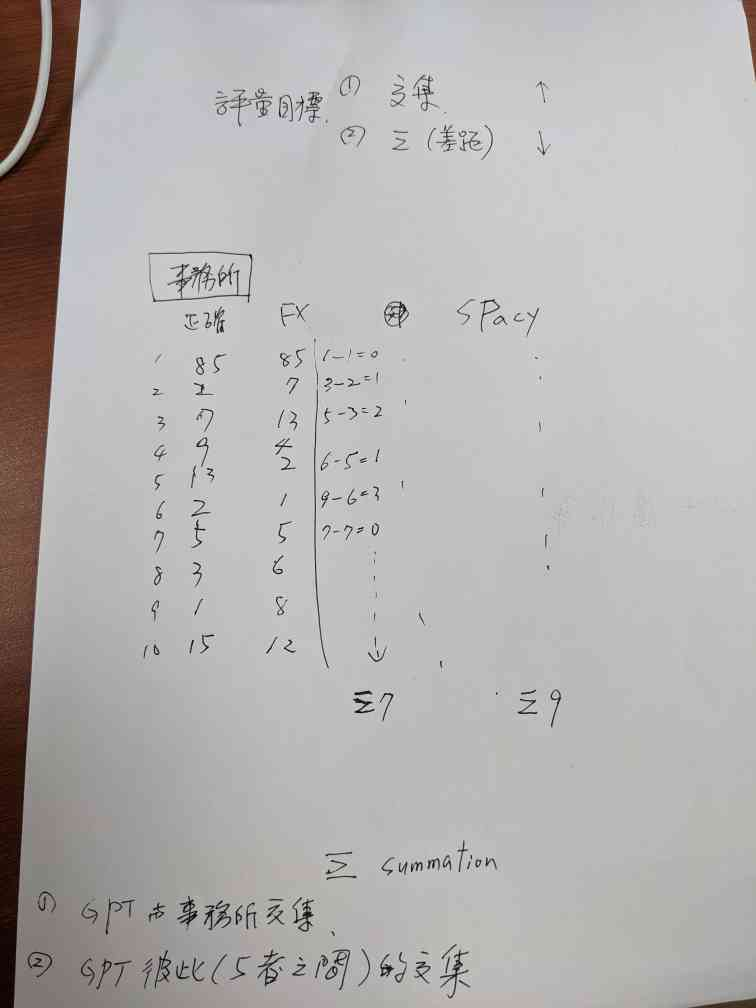 評量目標 ① 交集 ↑
② Σ (差距) ↓
事務所
正確 FX SPacy
1 85 85 1-1=0
2 7 3-2=1
3 7 13 5-3=2
4 9 4
5 13 2 6-5=1
6 2 1 9-6=3
7 5 5 7-7=0
8 3 6
9 1 8
10 15 12
Σ7 Σ9
Σ summation
① GPT 与事務所交集
② GPT 彼此(5者之間)的交集